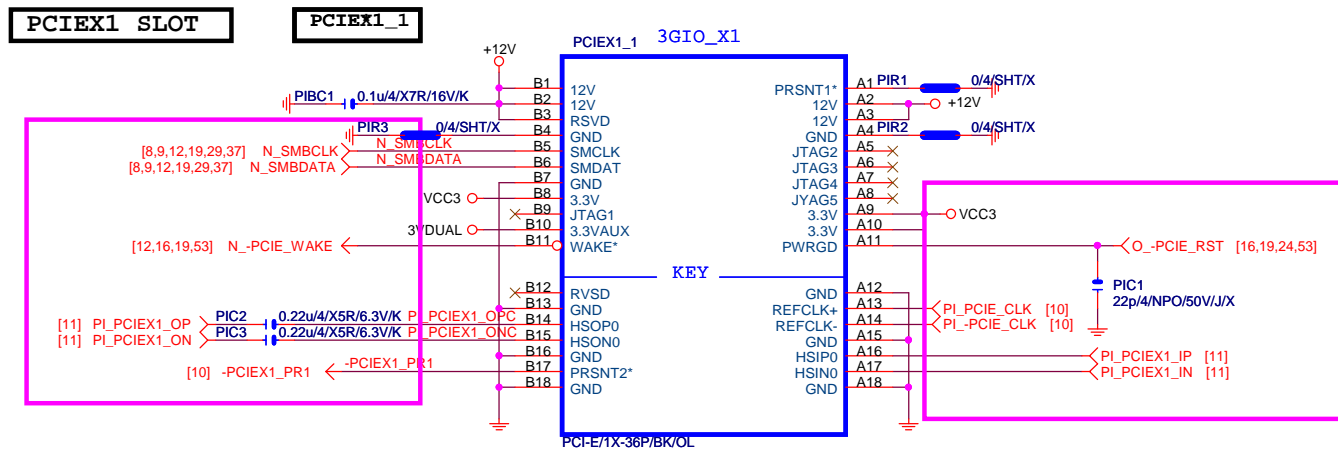 PCIEX1 SLOT
PCIEX1_1
PCIEX1_1 3GIO_X1
+12V
PIBC1 0.1u/4/X7R/16V/K
B1 12V PRSNT1* A1 PIR1 0/4/SHT/X
B2 12V 12V A2 +12V
B3 RSVD 12V A3
PIR3 0/4/SHT/X B4 GND GND A4 PIR2 0/4/SHT/X
[8,9,12,19,29,37] N_SMBCLK N_SMBCLK B5 SMCLK JTAG2 A5
[8,9,12,19,29,37] N_SMBDATA N_SMBDATA B6 SMDAT JTAG3 A6
B7 GND JTAG4 A7
VCC3 B8 3.3V JYAG5 A8
B9 JTAG1 3.3V A9 VCC3
3VDUAL B10 3.3VAUX 3.3V A10
[12,16,19,53] N_-PCIE_WAKE B11 WAKE* PWRGD A11 O_-PCIE_RST [16,19,24,53]
KEY
PIC1
22p/4/NPO/50V/J/X
B12 RVSD GND A12
B13 GND REFCLK+ A13 PI_PCIE_CLK [10]
[11] PI_PCIEX1_OP PIC2 0.22u/4/X5R/6.3V/K PI_PCIEX1_OPC B14 HSOP0 REFCLK- A14 PI_-PCIE_CLK [10]
[11] PI_PCIEX1_ON PIC3 0.22u/4/X5R/6.3V/K PI_PCIEX1_ONC B15 HSON0 GND A15
B16 GND HSIP0 A16 PI_PCIEX1_IP [11]
[10] -PCIEX1_PR1 -PCIEX1_PR1 B17 PRSNT2* HSIN0 A17 PI_PCIEX1_IN [11]
B18 GND GND A18
PCI-E/1X-36P/BK/OL